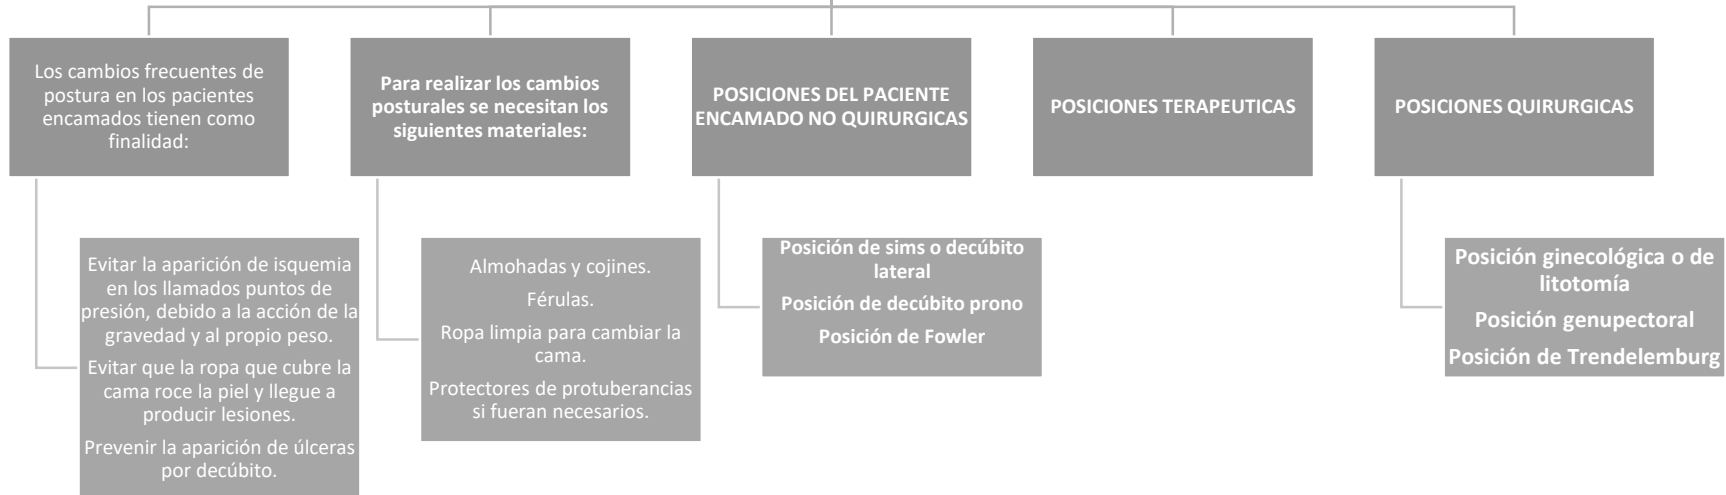 Los cambios frecuentes de
postura en los pacientes
encamados tienen como
finalidad:
Evitar la aparición de isquemia
en los llamados puntos de
presión, debido a la acción de la
gravedad y al propio peso.
Evitar que la ropa que cubre la
cama roce la piel y llegue a
producir lesiones.
Prevenir la aparición de úlceras
por decúbito.
Para realizar los cambios
posturales se necesitan los
siguientes materiales:
Almohadas y cojines.
Férulas.
Ropa limpia para cambiar la
cama.
Protectores de protuberancias
si fueran necesarios.
POSICIONES DEL PACIENTE
ENCAMADO NO QUIRURGICAS
Posición de sims o decúbito
lateral
Posición de decúbito prono
Posición de Fowler
POSICIONES TERAPEUTICAS
POSICIONES QUIRURGICAS
Posición ginecológica o de
litotomía
Posición genupectoral
Posición de Trendelemburg